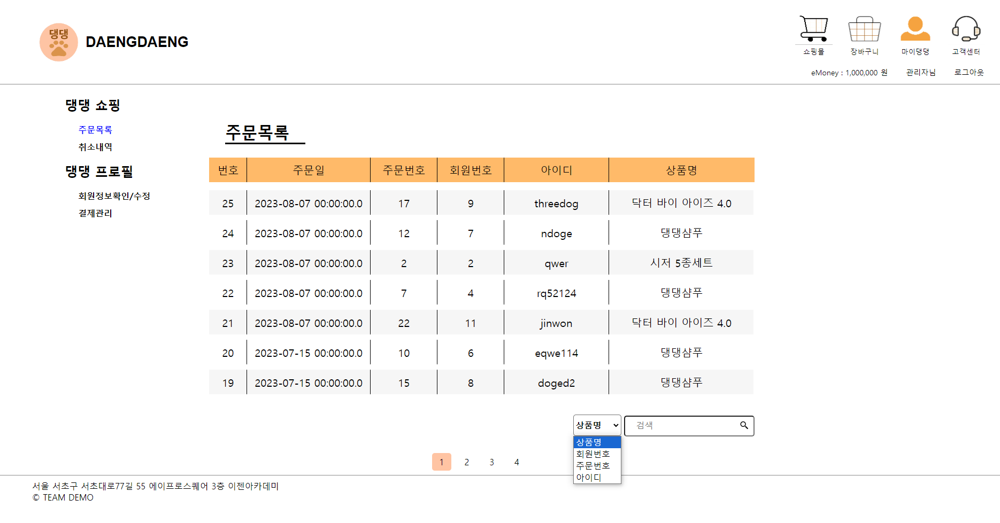 댕댕
DAENGDAENG
쇼핑몰 장바구니 마이댕댕 고객센터
eMoney : 1,000,000 원 관리자님 로그아웃
댕댕 쇼핑
주문목록
취소내역
댕댕 프로필
회원정보확인/수정
결제관리
주문목록
번호 주문일 주문번호 회원번호 아이디 상품명
25 2023-08-07 00:00:00.0 17 9 threedog 닥터 바이 아이즈 4.0
24 2023-08-07 00:00:00.0 12 7 ndoge 댕댕샴푸
23 2023-08-07 00:00:00.0 2 2 qwer 시저 5종세트
22 2023-08-07 00:00:00.0 7 4 rq52124 댕댕샴푸
21 2023-08-07 00:00:00.0 22 11 jinwon 닥터 바이 아이즈 4.0
20 2023-07-15 00:00:00.0 10 6 eqwe114 댕댕샴푸
19 2023-07-15 00:00:00.0 15 8 doged2 댕댕샴푸
상품명 검색
상품명
회원번호
주문번호
아이디
1 2 3 4
서울 서초구 서초대로77길 55 에이프로스퀘어 3층 이젠아카데미
© TEAM DEMO